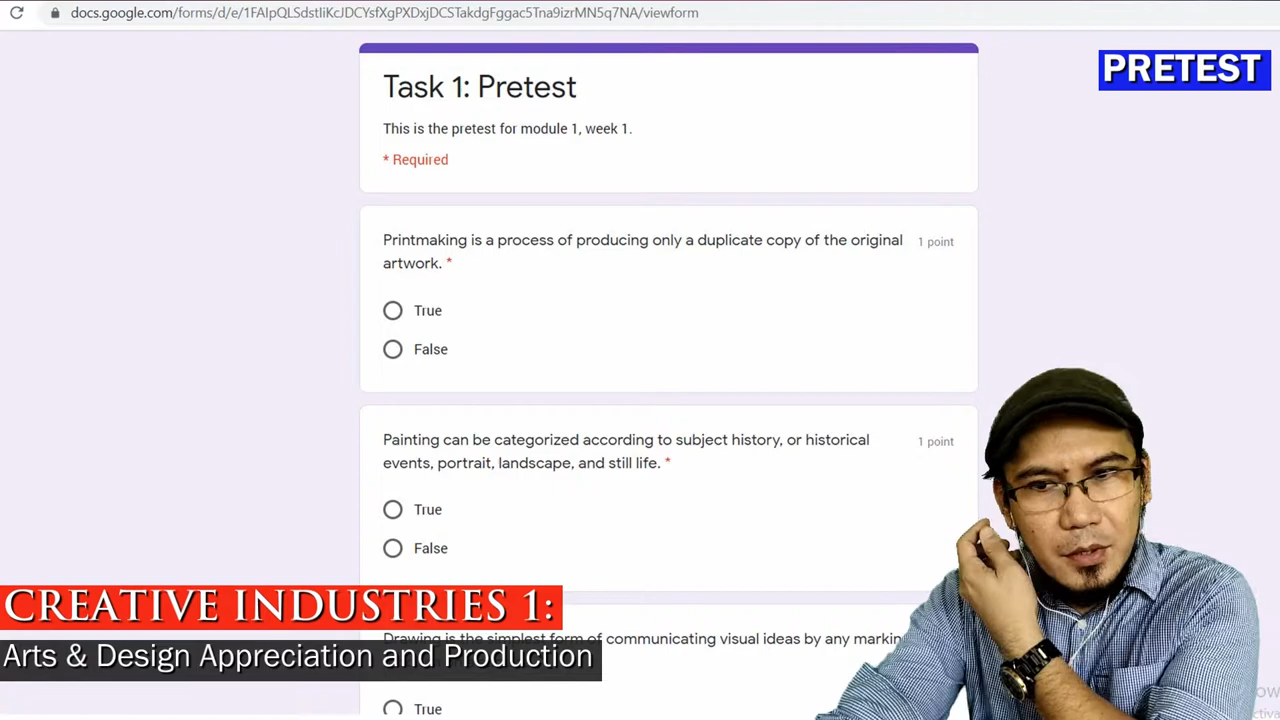 docs.google.com/forms/d/e/1FAIpQLSdstIiKcJDCYsfXgPXDxjDCSTakdgFggac5Tna9izrMN5q7NA/viewform
PRETEST
Task 1: Pretest
This is the pretest for module 1, week 1.
* Required
Printmaking is a process of producing only a duplicate copy of the original
artwork. *
1 point
True
False
Painting can be categorized according to subject history, or historical
events, portrait, landscape, and still life. *
1 point
True
False
CREATIVE INDUSTRIES 1:
Drawing is the simplest form of communicating visual ideas by any
Arts & Design Appreciation and Production
True